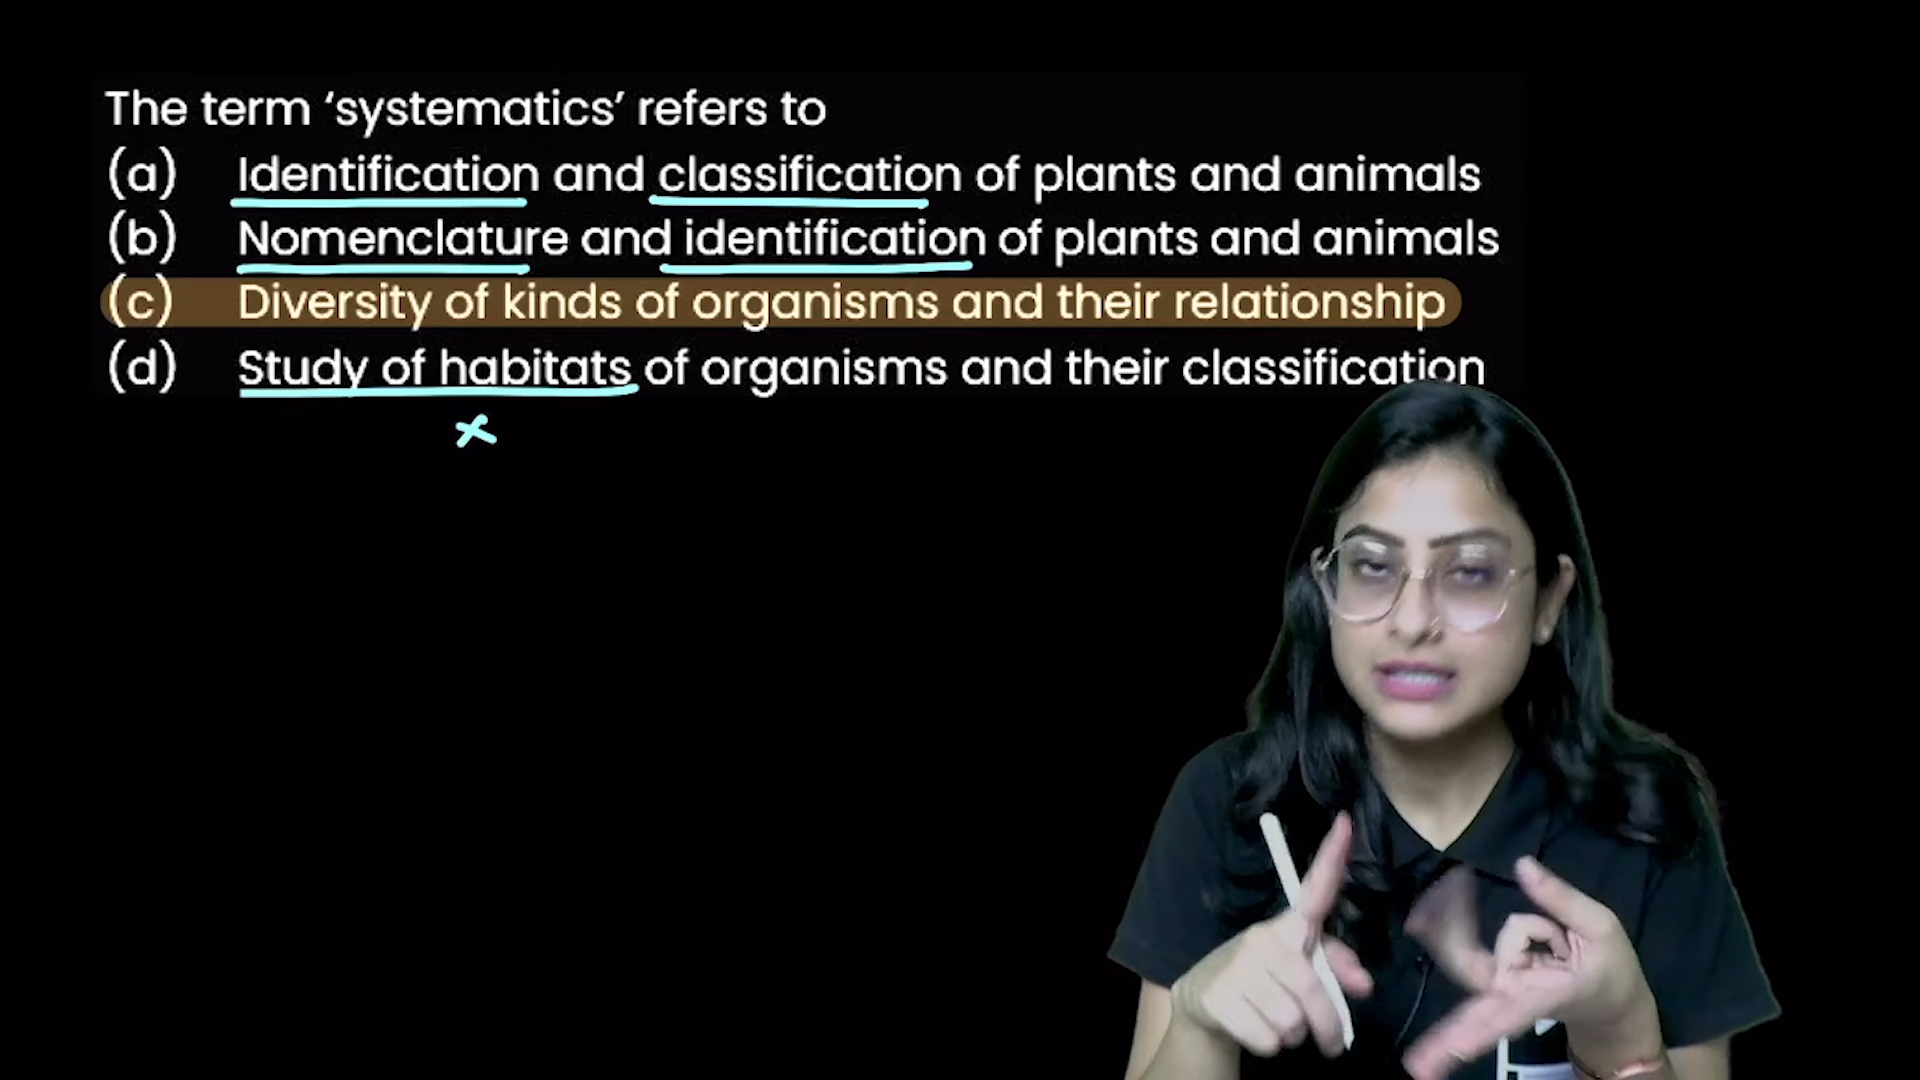 The term ‘systematics’ refers to
(a) Identification and classification of plants and animals
(b) Nomenclature and identification of plants and animals
(c) Diversity of kinds of organisms and their relationship
(d) Study of habitats of organisms and their classification